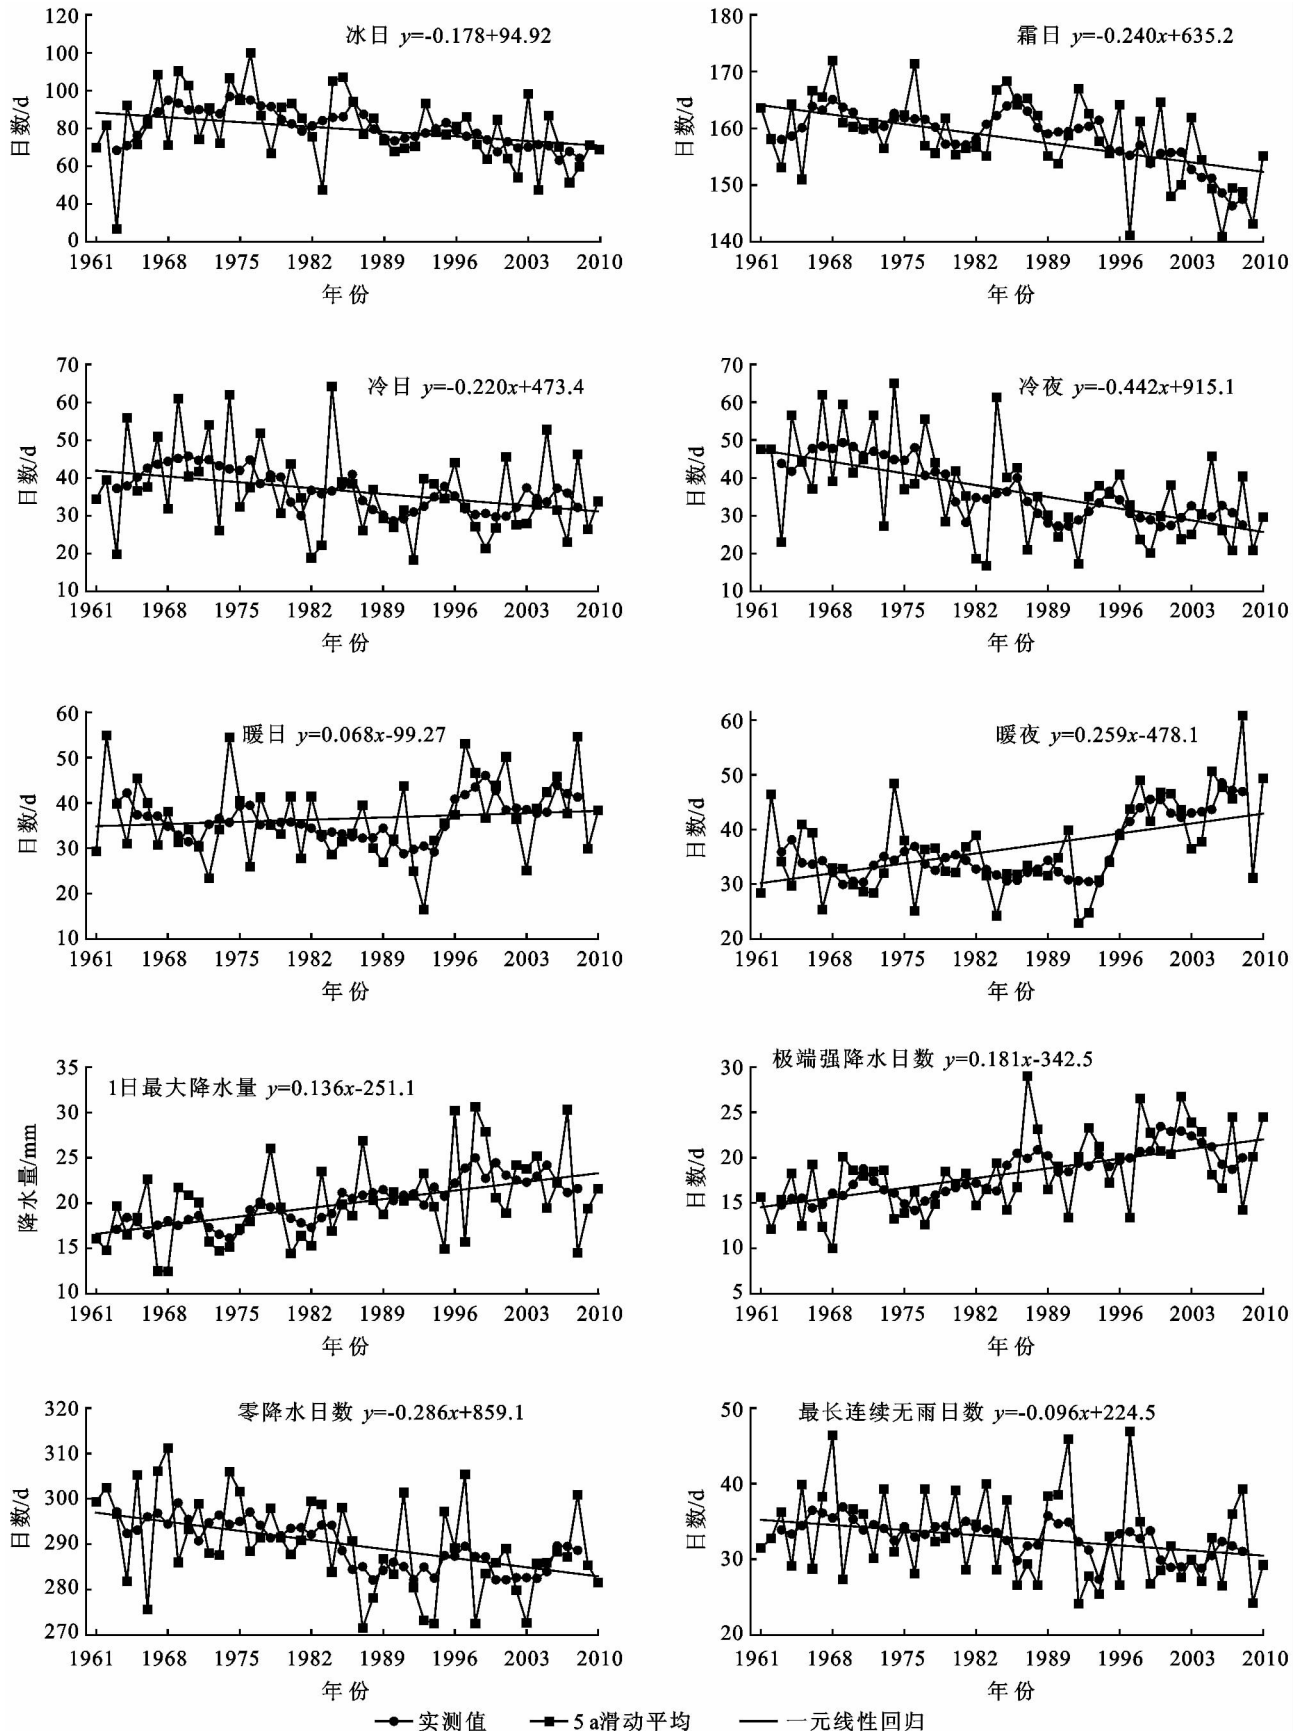 冰日 y=-0.178+94.92
日数/d
120
100
100
80
60
40
0
1961 1968 1975 1982 1989 1996 2003 2010
年份
霜日 y=-0.240x+635.2
日数/d
180
170
160
150
140
1961 1968 1975 1982 1989 1996 2003 2010
年份
冷日 y=-0.220x+473.4
日数/d
70
60
50
40
30
20
10
1961 1968 1975 1982 1989 1996 2003 2010
年份
冷夜 y=-0.442x+915.1
日数/d
70
60
50
40
30
20
10
1961 1968 1975 1982 1989 1996 2003 2010
年份
暖日 y=0.068x-99.27
日数/d
60
50
40
30
20
10
1961 1968 1975 1982 1989 1996 2003 2010
年份
暖夜 y=0.259x-478.1
日数/d
60
50
40
30
20
1961 1968 1975 1982 1989 1996 2003 2010
年份
1日最大降水量 y=0.136x-251.1
降水量/mm
35
30
25
20
15
10
1961 1968 1975 1982 1989 1996 2003 2010
年份
极端强降水日数 y=0.181x-342.5
日数/d
30
25
20
15
10
5
1961 1968 1975 1982 1989 1996 2003 2010
年份
零降水日数 y=-0.286x+859.1
日数/d
320
310
300
290
280
270
1961 1968 1975 1982 1989 1996 2003 2010
年份
最长连续无雨日数 y=-0.096x+224.5
日数/d
50
40
30
20
1961 1968 1975 1982 1989 1996 2003 2010
年份
实测值 5 a滑动平均 一元线性回归